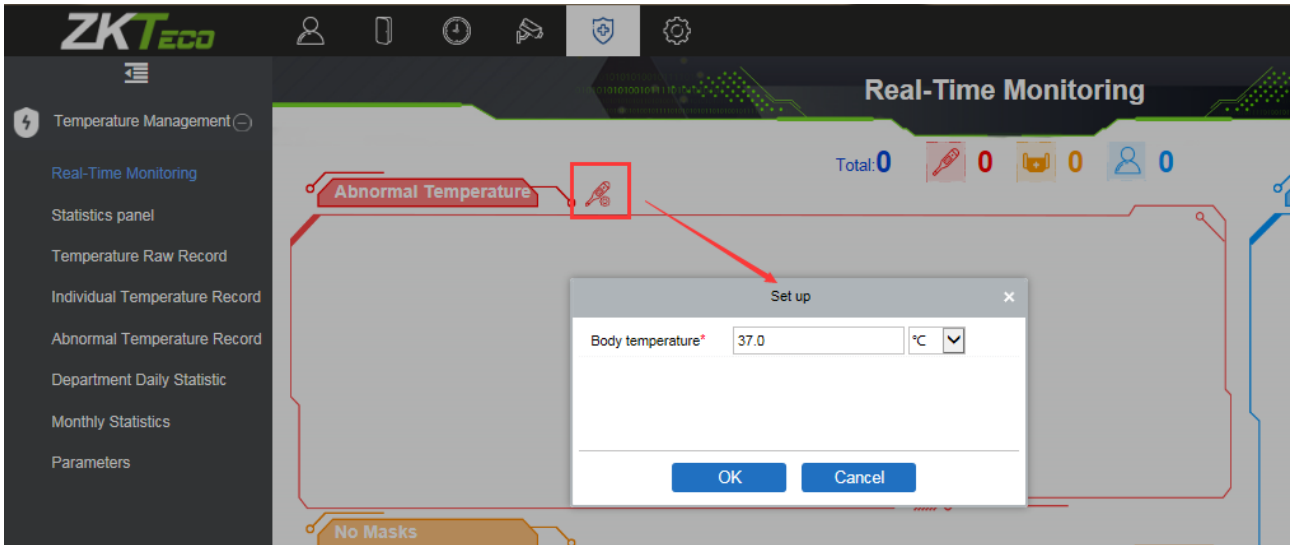 ZKTeco
Real-Time Monitoring
Temperature Management
Real-Time Monitoring
Total:0 0 0 0
Abnormal Temperature
Statistics panel
Temperature Raw Record
Individual Temperature Record
Set up ×
Abnormal Temperature Record
Body temperature* 37.0 °C
Department Daily Statistic
Monthly Statistics
Parameters
OK Cancel
No Masks